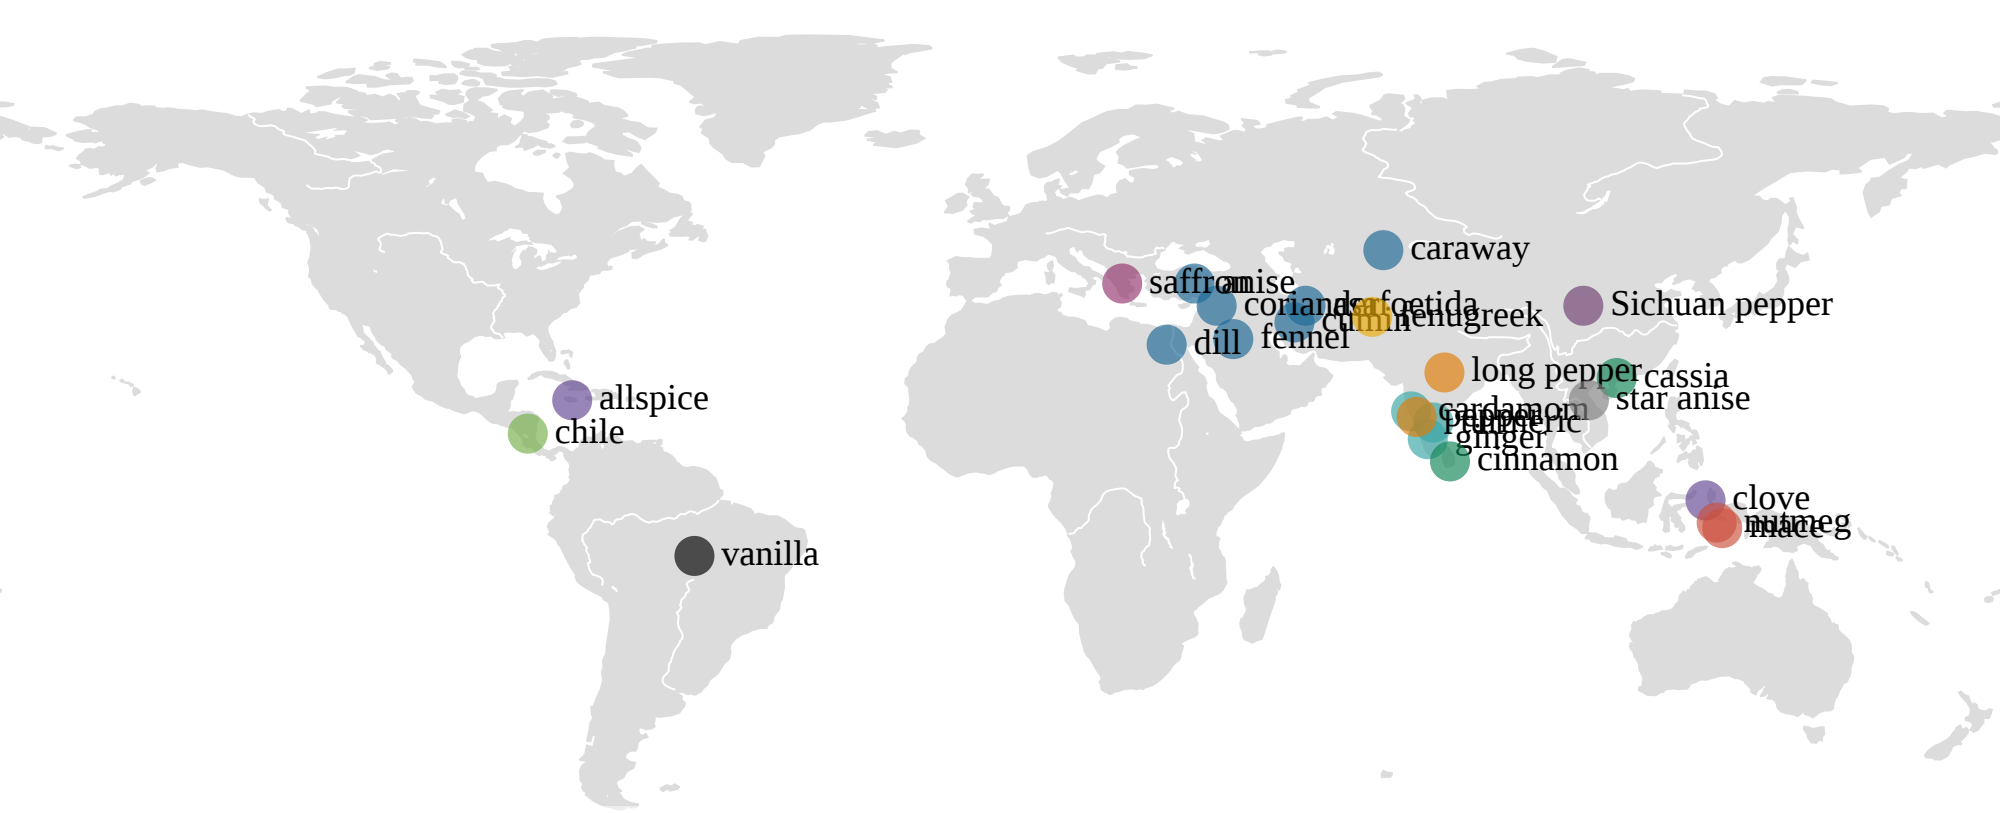 caraway
saffron
anise
coriander
asafoetida
Sichuan pepper
cumin
fenugreek
fennel
dill
long pepper
cassia
allspice
star anise
cardamom
pepper
turmeric
chile
ginger
cinnamon
clove
nutmeg
mace
vanilla